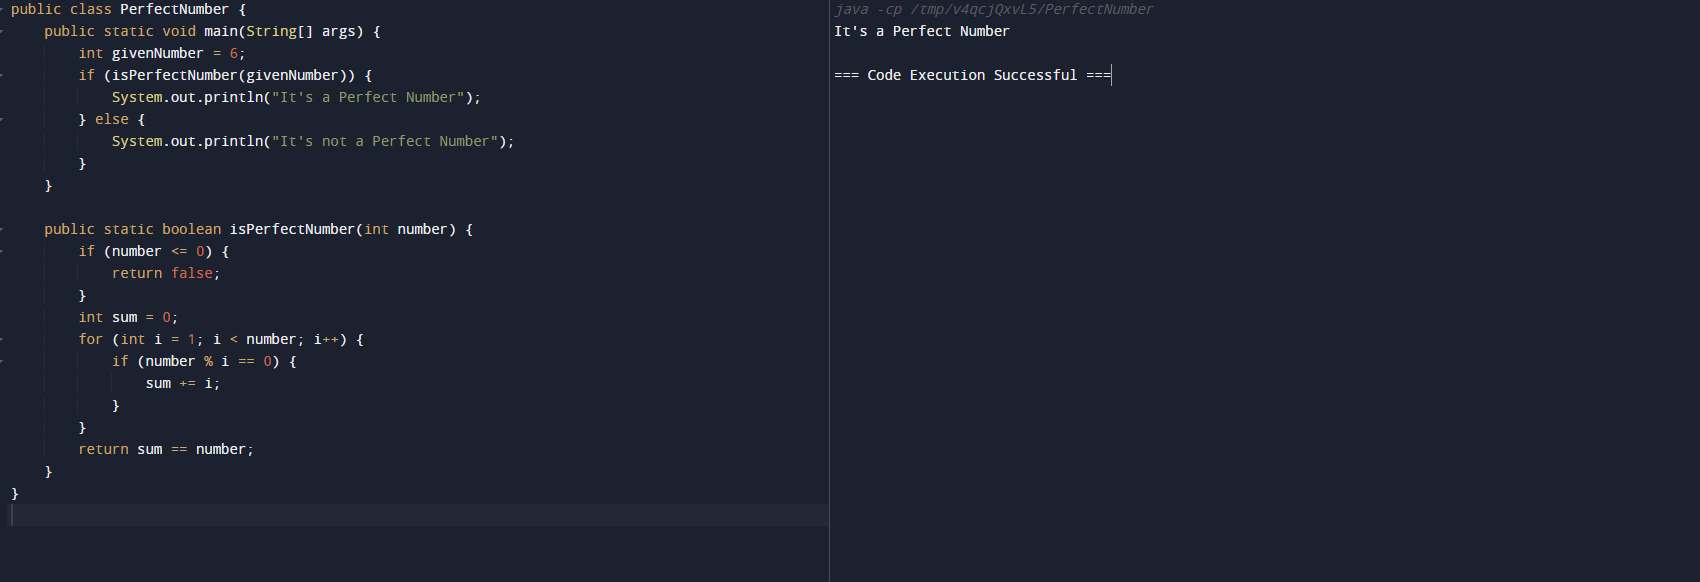 public class PerfectNumber {
    public static void main(String[] args) {
        int givenNumber = 6;
        if (isPerfectNumber(givenNumber)) {
            System.out.println("It's a Perfect Number");
        } else {
            System.out.println("It's not a Perfect Number");
        }
    }

    public static boolean isPerfectNumber(int number) {
        if (number <= 0) {
            return false;
        }
        int sum = 0;
        for (int i = 1; i < number; i++) {
            if (number % i == 0) {
                sum += i;
            }
        }
        return sum == number;
    }
}
java -cp /tmp/v4qcjQxvL5/PerfectNumber
It's a Perfect Number

=== Code Execution Successful ===